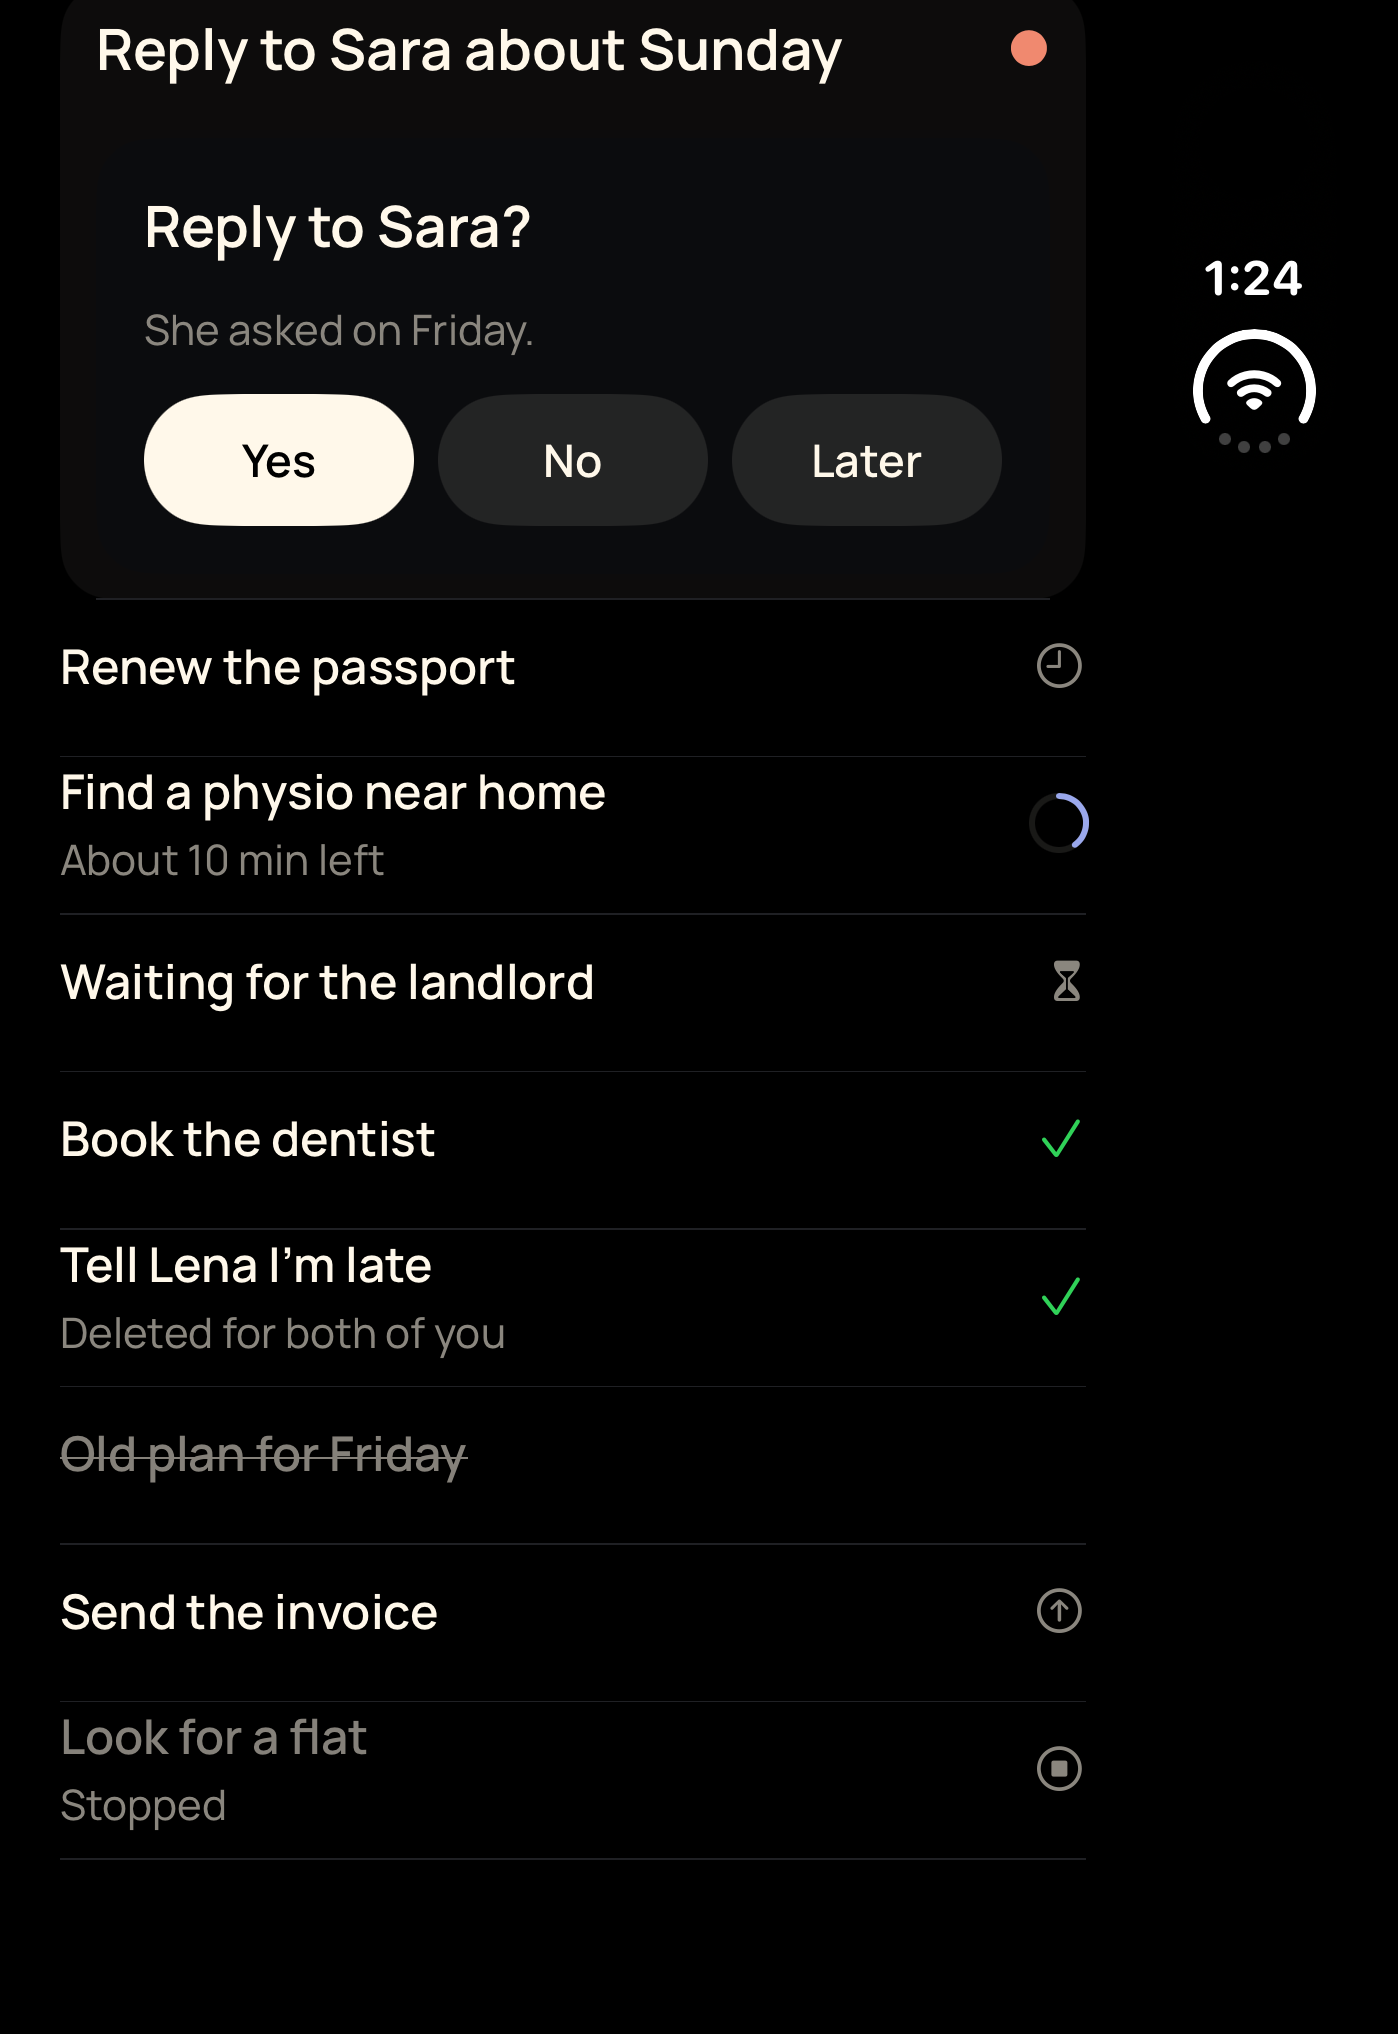 Reply to Sara about Sunday
Reply to Sara?
She asked on Friday.
Yes
No
Later
1:24
Renew the passport
Find a physio near home
About 10 min left
Waiting for the landlord
Book the dentist
Tell Lena I’m late
Deleted for both of you
Old plan for Friday
Send the invoice
Look for a flat
Stopped